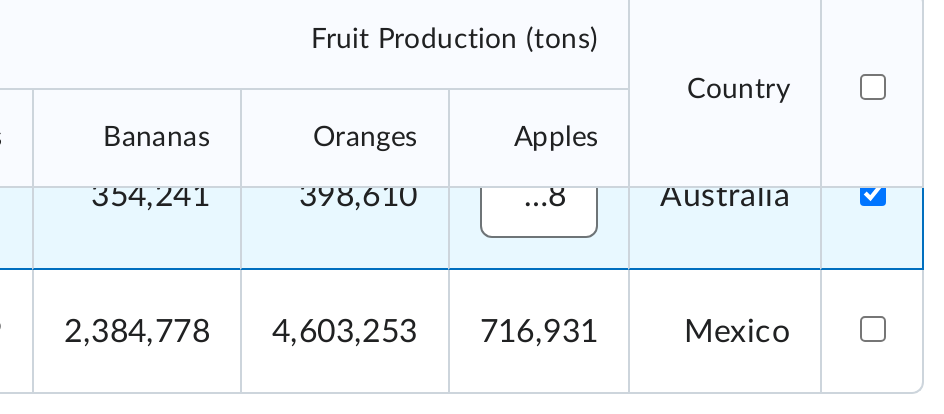 Fruit Production (tons)
Country
Bananas Oranges Apples
354,241 398,610 ...8 Australia
2,384,778 4,603,253 716,931 Mexico